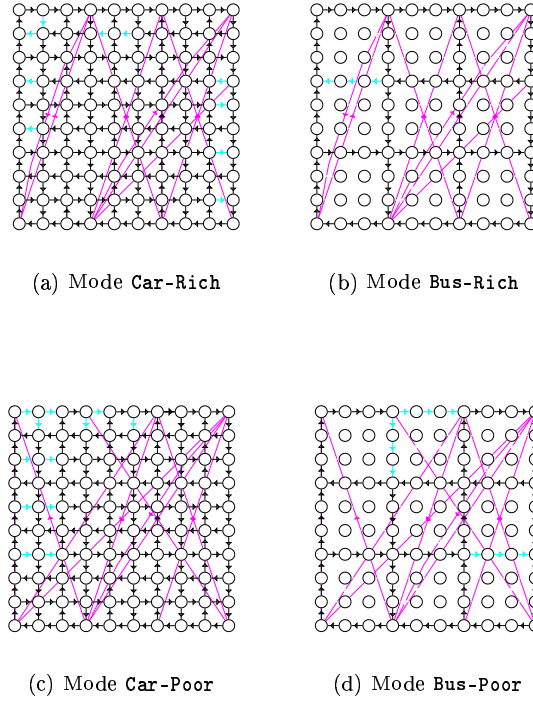 (a) Mode Car-Rich
(b) Mode Bus-Rich
(c) Mode Car-Poor
(d) Mode Bus-Poor